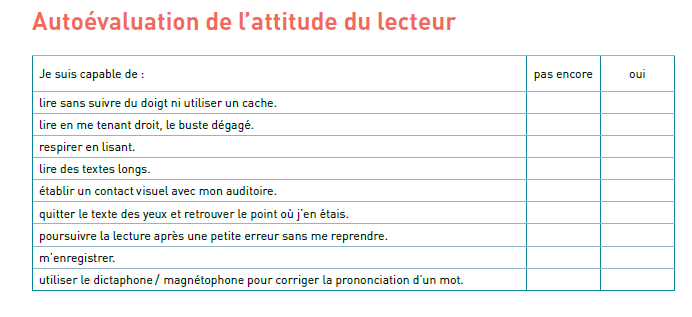 Autoévaluation de l'attitude du lecteur
Je suis capable de : pas encore oui
lire sans suivre du doigt ni utiliser un cache.
lire en me tenant droit, le buste dégagé.
respirer en lisant.
lire des textes longs.
établir un contact visuel avec mon auditoire.
quitter le texte des yeux et retrouver le point où j'en étais.
poursuivre la lecture après une petite erreur sans me reprendre.
m'enregistrer.
utiliser le dictaphone / magnétophone pour corriger la prononciation d'un mot.